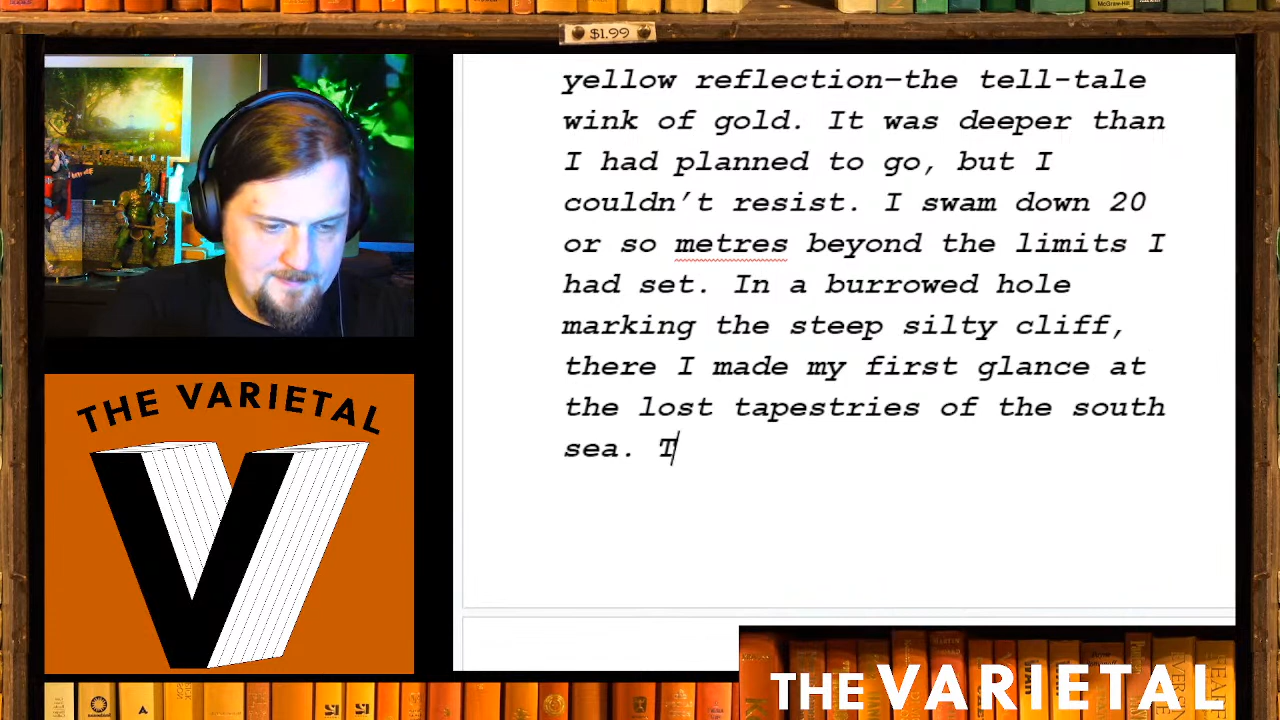 $1.99
McGraw-Hill
yellow reflection–the tell-tale
wink of gold. It was deeper than
I had planned to go, but I
couldn’t resist. I swam down 20
or so metres beyond the limits I
had set. In a burrowed hole
marking the steep silty cliff,
there I made my first glance at
the lost tapestries of the south
sea. T
THE VARIETAL
V
THE VARIETAL